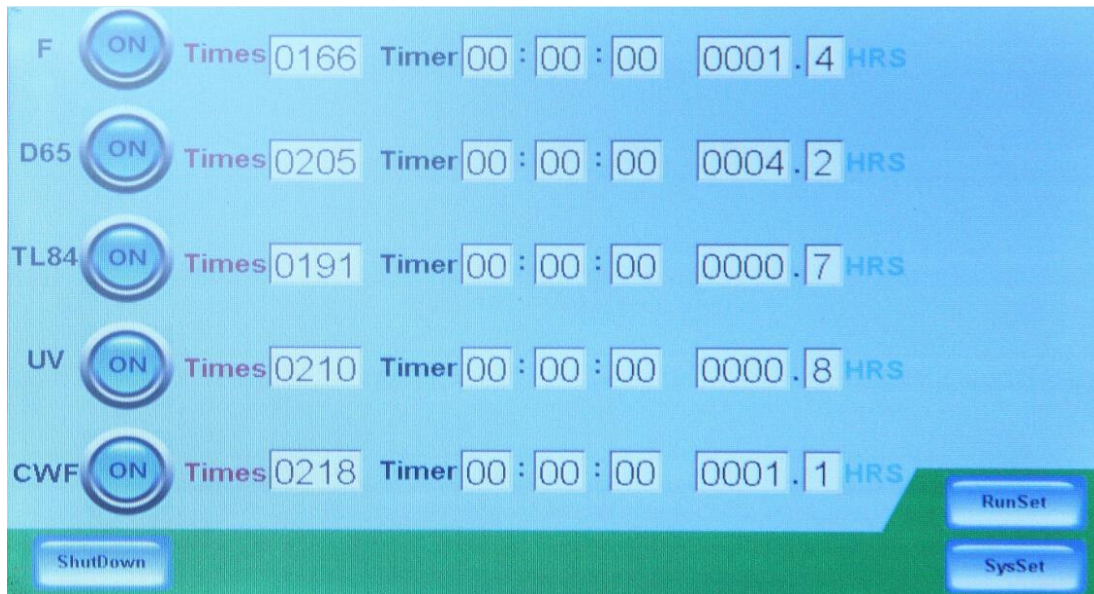 F ON Times 0166 Timer 00 : 00 : 00 0001 . 4 HRS
D65 ON Times 0205 Timer 00 : 00 : 00 0004 . 2 HRS
TL84 ON Times 0191 Timer 00 : 00 : 00 0000 . 7 HRS
UV ON Times 0210 Timer 00 : 00 : 00 0000 . 8 HRS
CWF ON Times 0218 Timer 00 : 00 : 00 0001 . 1 HRS
RunSet
ShutDown
SysSet